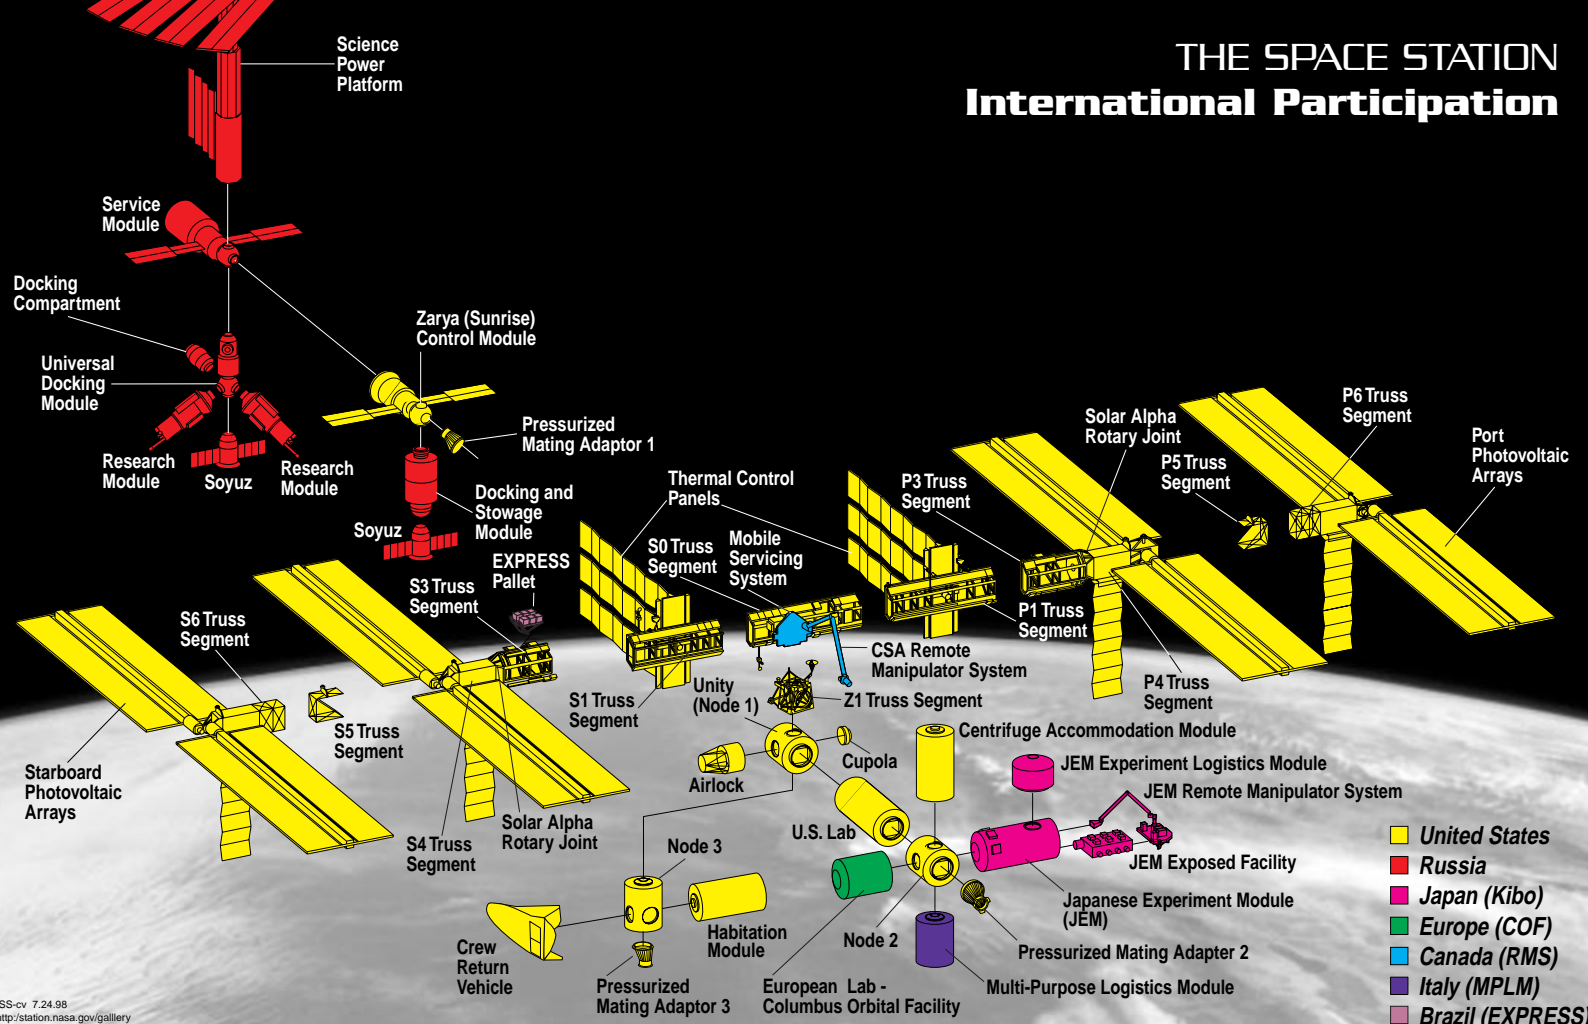 THE SPACE STATION
International Participation
Science
Power
Platform
Service
Module
Docking
Compartment
Universal
Docking
Module
Research
Module
Soyuz
Research
Module
Zarya (Sunrise)
Control Module
Pressurized
Mating Adaptor 1
Docking and
Stowage
Module
Soyuz
EXPRESS
Pallet
S3 Truss
Segment
S6 Truss
Segment
S5 Truss
Segment
Starboard
Photovoltaic
Arrays
S4 Truss
Segment
Solar Alpha
Rotary Joint
Thermal Control
Panels
S0 Truss
Segment
Mobile
Servicing
System
S1 Truss
Segment
P3 Truss
Segment
Solar Alpha
Rotary Joint
P5 Truss
Segment
P6 Truss
Segment
Port
Photovoltaic
Arrays
P1 Truss
Segment
P4 Truss
Segment
CSA Remote
Manipulator System
Z1 Truss Segment
Unity
(Node 1)
Cupola
Airlock
U.S. Lab
Centrifuge Accommodation Module
JEM Experiment Logistics Module
JEM Remote Manipulator System
JEM Exposed Facility
Japanese Experiment Module
(JEM)
Pressurized Mating Adapter 2
Multi-Purpose Logistics Module
Node 2
European Lab -
Columbus Orbital Facility
Node 3
Habitation
Module
Crew
Return
Vehicle
Pressurized
Mating Adaptor 3
United States
Russia
Japan (Kibo)
Europe (COF)
Canada (RMS)
Italy (MPLM)
Brazil (EXPRESS)
SS-cv 7.24.98
http:/station.nasa.gov/galllery